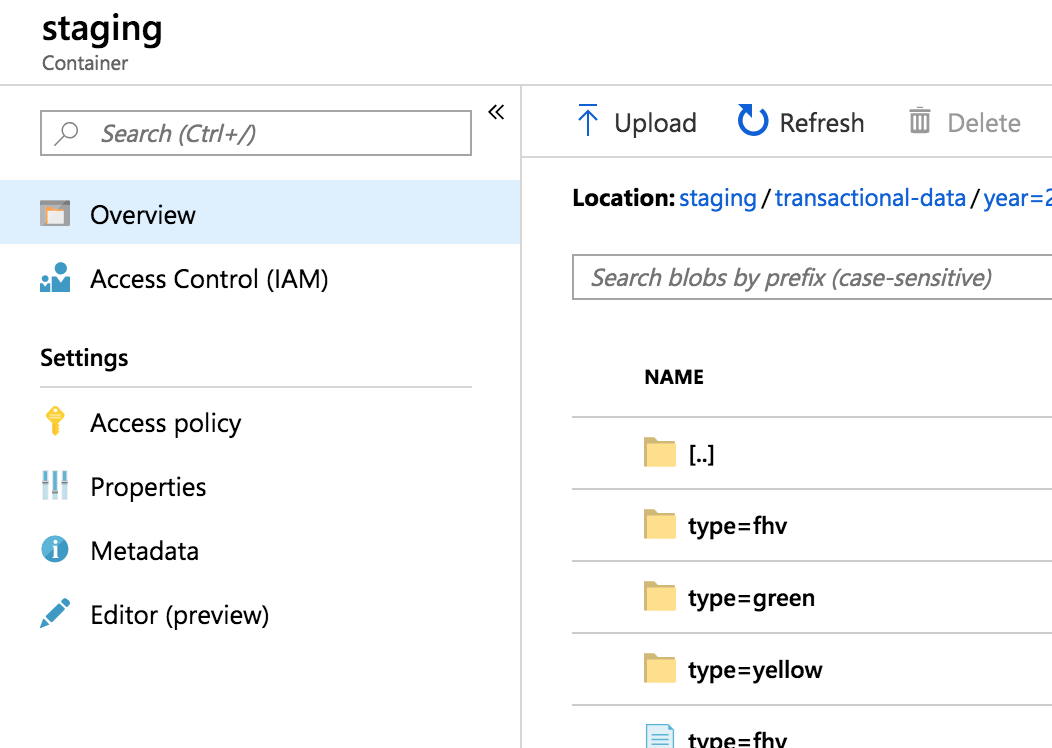 staging
Container
Search (Ctrl+/)
Overview
Access Control (IAM)
Settings
Access policy
Properties
Metadata
Editor (preview)
Upload
Refresh
Delete
Location: staging / transactional-data / year=2
Search blobs by prefix (case-sensitive)
NAME
[..]
type=fhv
type=green
type=yellow
type=fhv